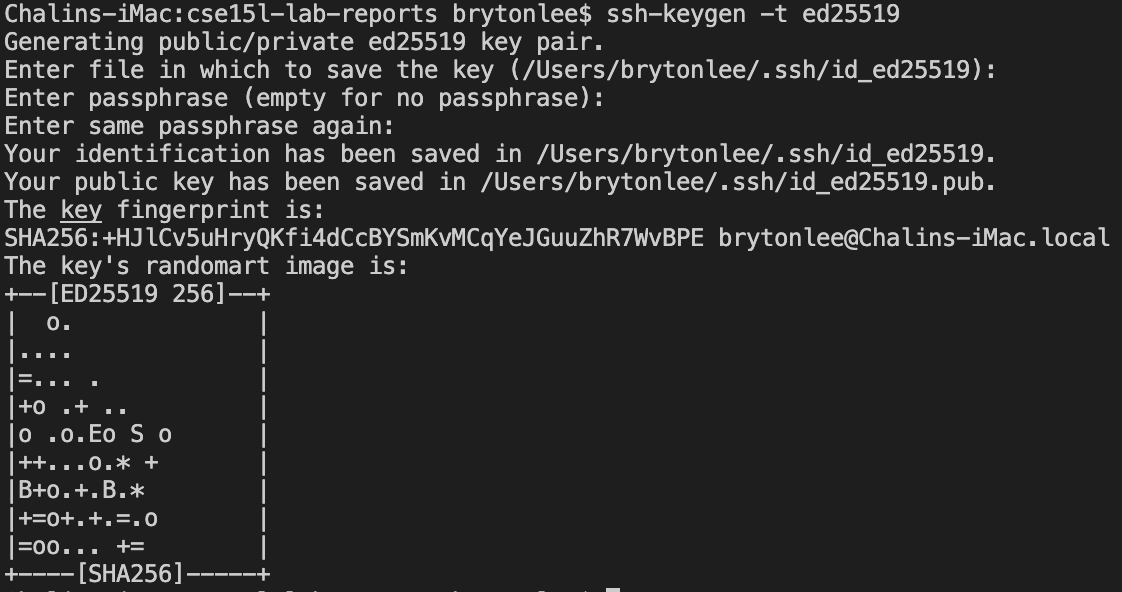 Chalins-iMac:cse15l-lab-reports brytonlee$ ssh-keygen -t ed25519
Generating public/private ed25519 key pair.
Enter file in which to save the key (/Users/brytonlee/.ssh/id_ed25519):
Enter passphrase (empty for no passphrase):
Enter same passphrase again:
Your identification has been saved in /Users/brytonlee/.ssh/id_ed25519.
Your public key has been saved in /Users/brytonlee/.ssh/id_ed25519.pub.
The key fingerprint is:
SHA256:+HJlCv5uHryQKfi4dCcBYSmKvMCqYeJGuuZhR7WvBPE brytonlee@Chalins-iMac.local
The key's randomart image is:
+--[ED25519 256]--+
|  o.             |
|....             |
|=... .           |
|+o .+ ..         |
|o .o.Eo S o      |
|++...o.* +       |
|B+o.+.B.*        |
|+=o+.+.=.o       |
|=oo... +=        |
+----[SHA256]-----+